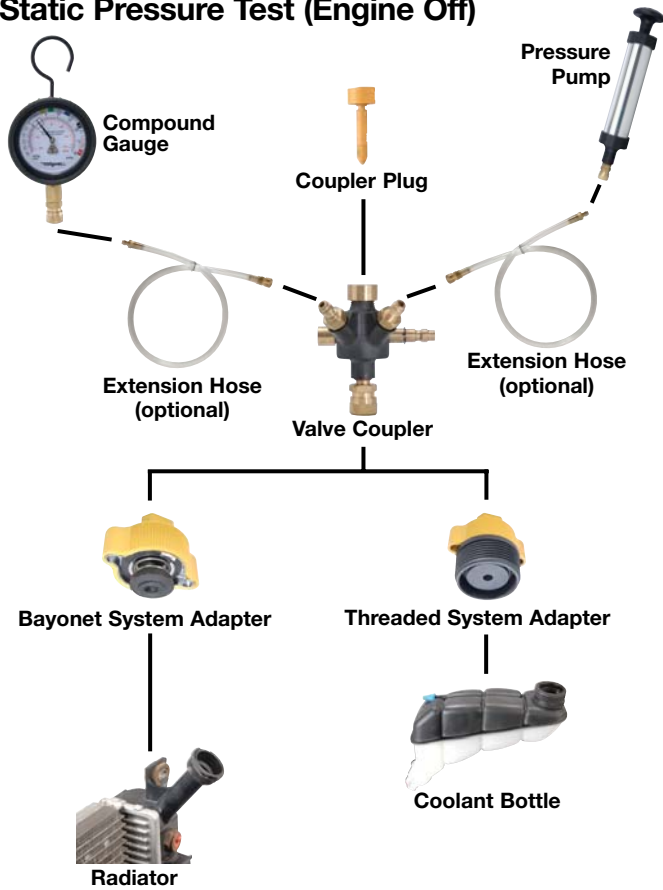 Static Pressure Test (Engine Off)
Pressure
Pump
Compound
Gauge
Coupler Plug
Extension Hose
(optional)
Extension Hose
(optional)
Valve Coupler
Bayonet System Adapter
Threaded System Adapter
Coolant Bottle
Radiator